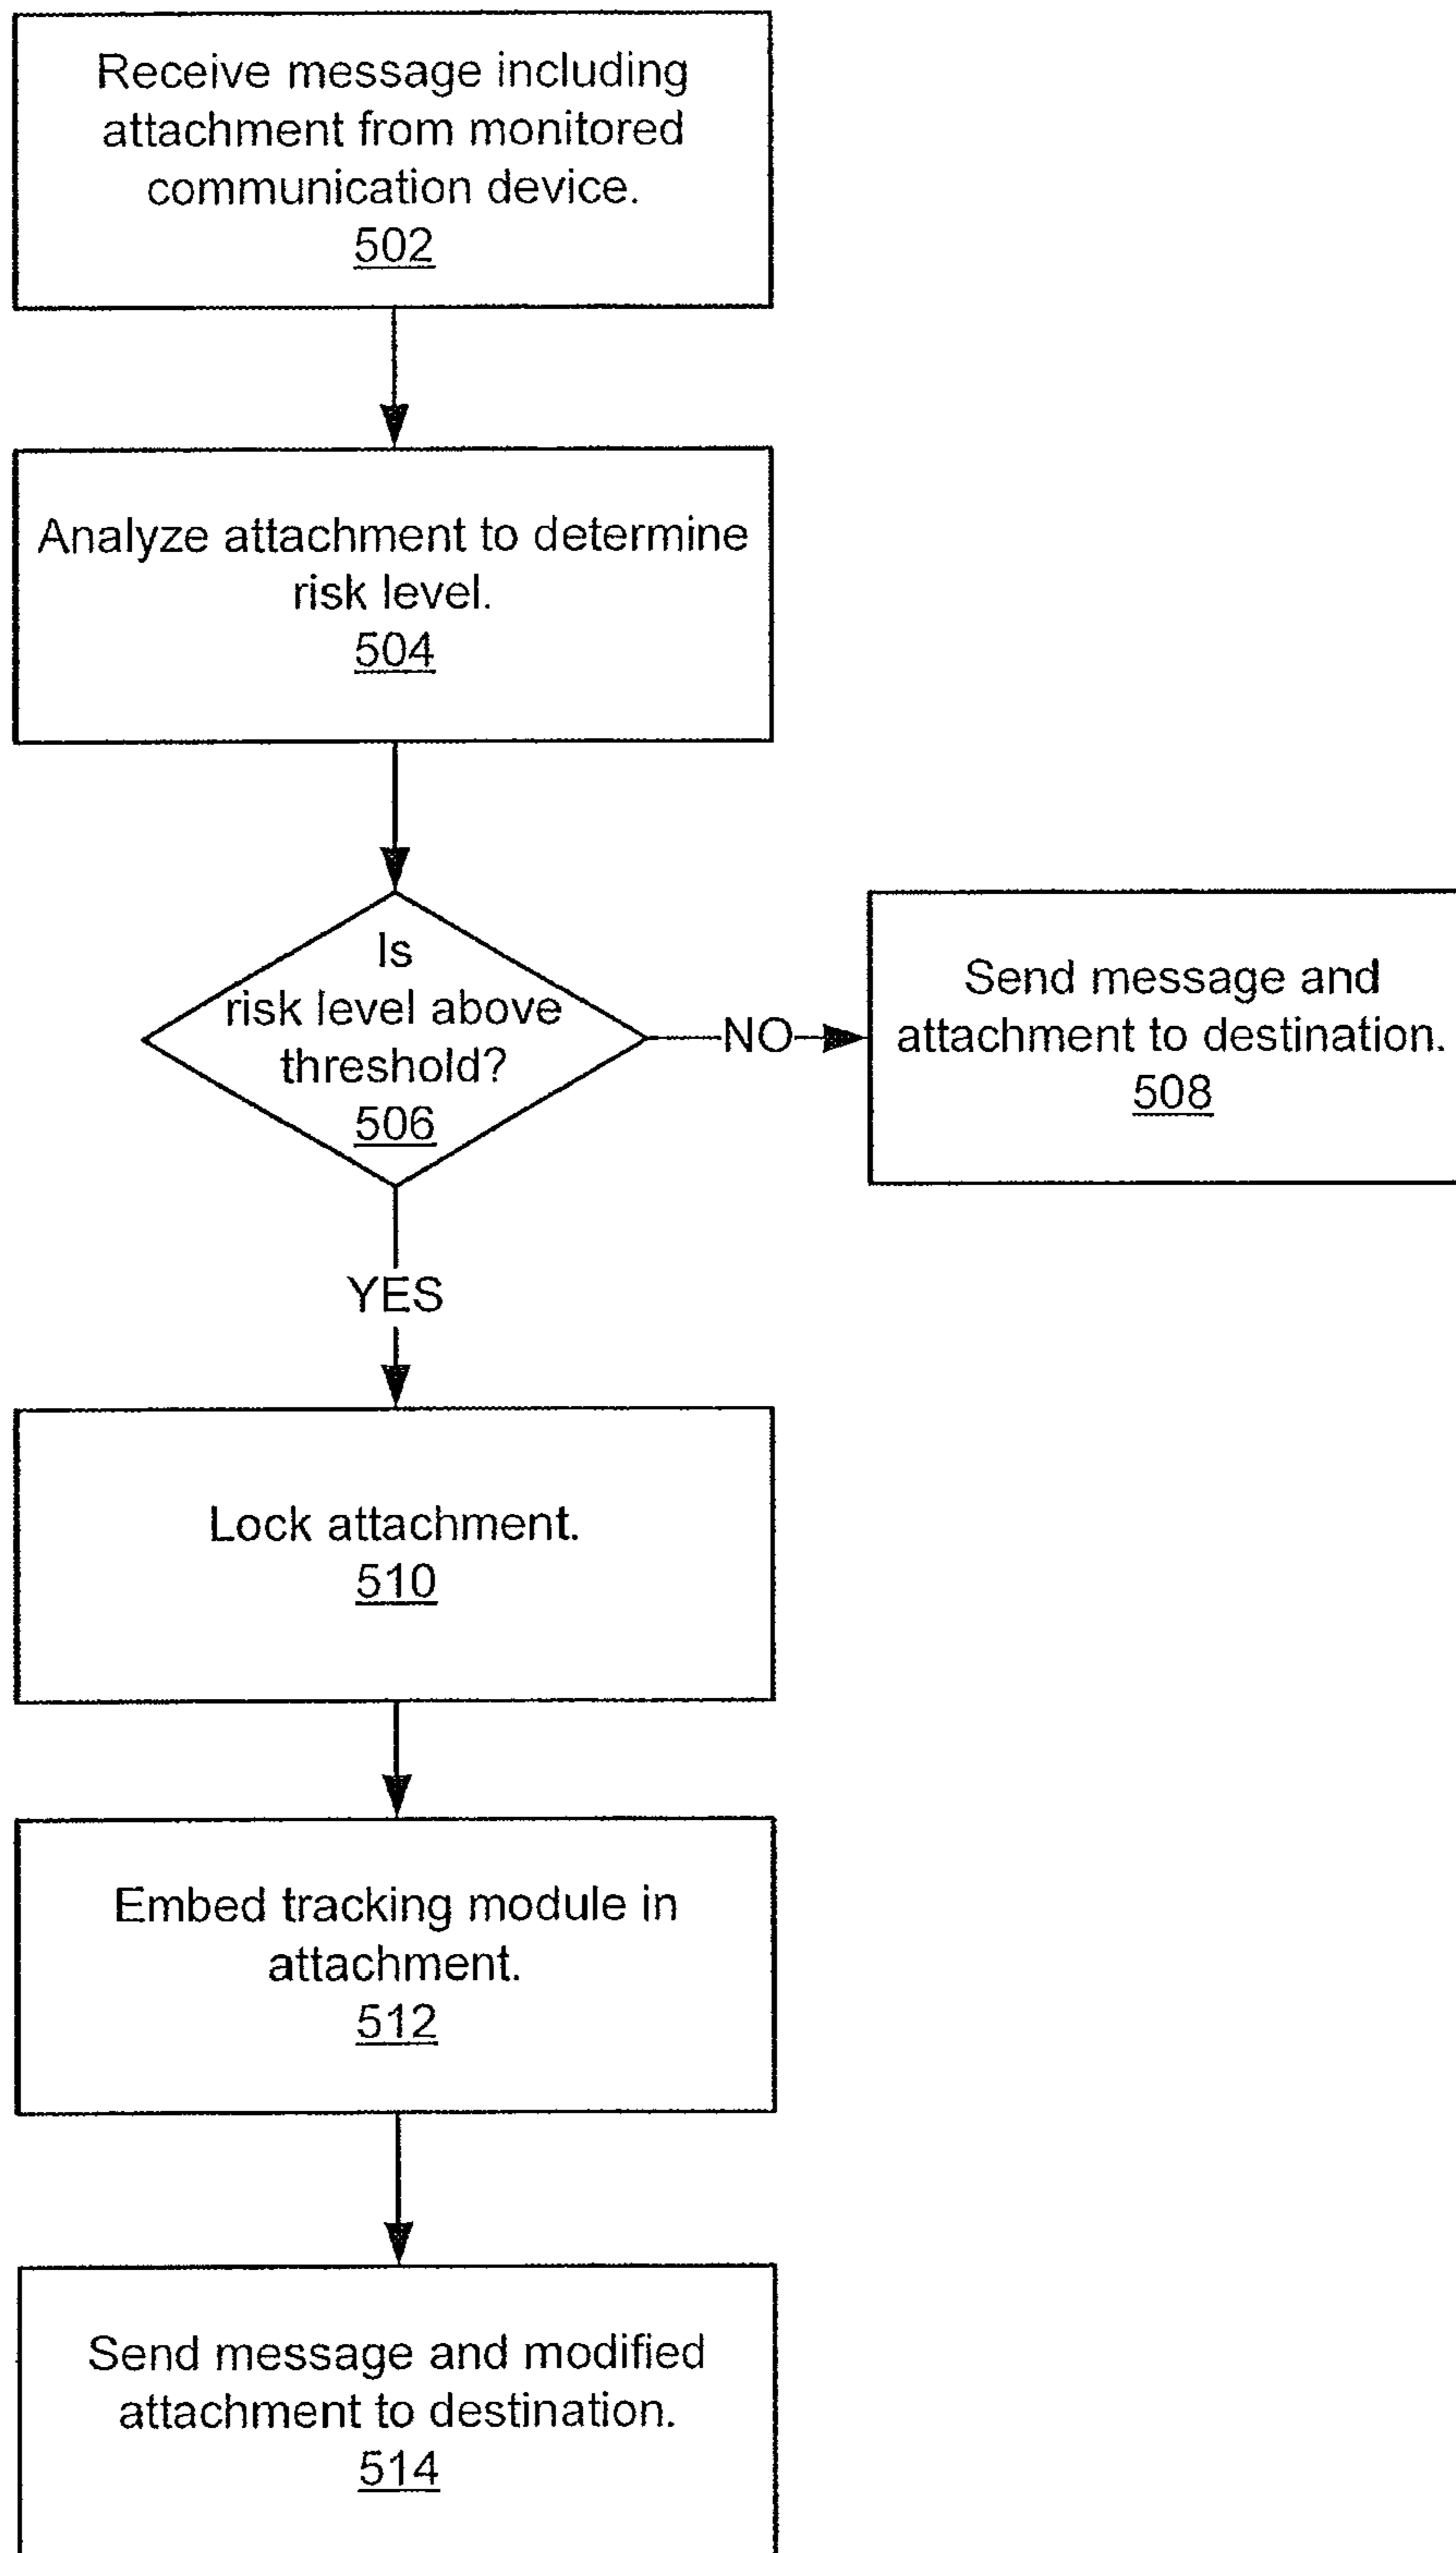 Receive message including
attachment from monitored
communication device.
502
Analyze attachment to determine
risk level.
504
Is
risk level above
threshold?
506
NO
Send message and
attachment to destination.
508
YES
Lock attachment.
510
Embed tracking module in
attachment.
512
Send message and modified
attachment to destination.
514